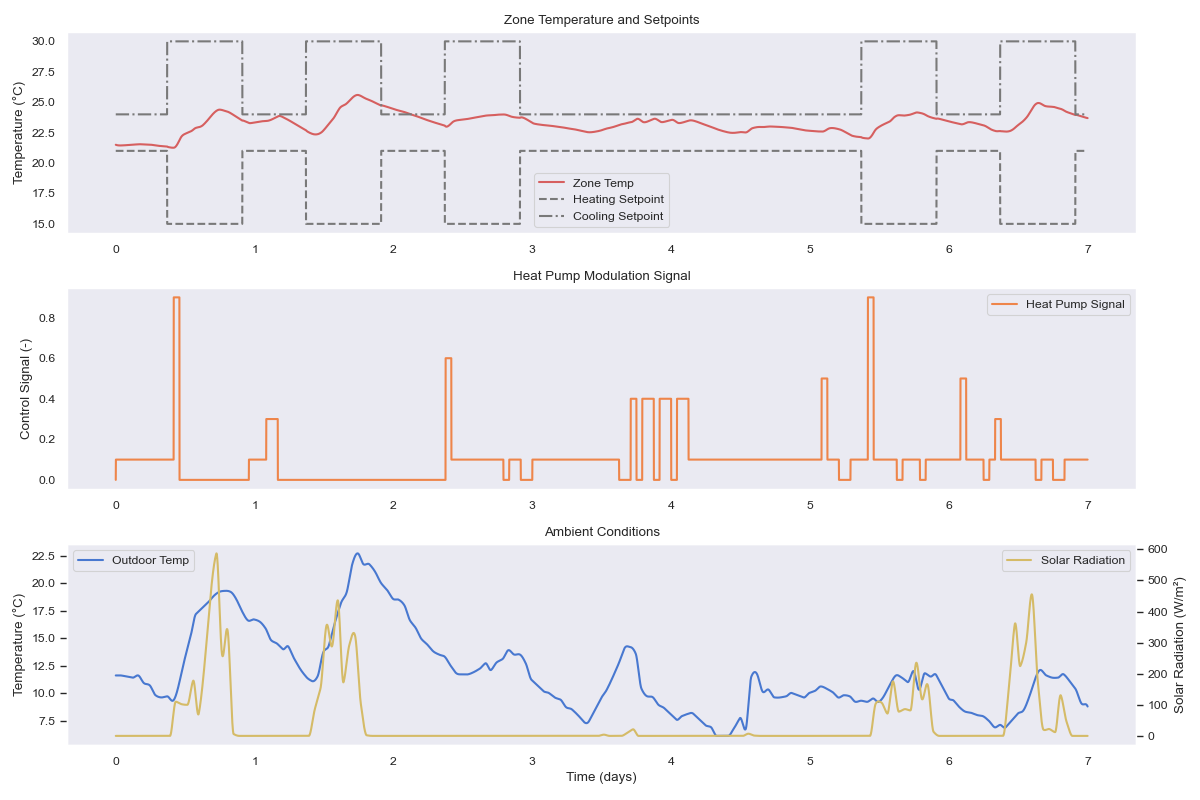 Zone Temperature and Setpoints
Temperature (°C)
30.0
27.5
25.0
22.5
20.0
17.5
15.0
Zone Temp
Heating Setpoint
Cooling Setpoint
0 1 2 3 4 5 6 7
Heat Pump Modulation Signal
Control Signal (-)
0.8
0.6
0.4
0.2
0.0
Heat Pump Signal
0 1 2 3 4 5 6 7
Ambient Conditions
Temperature (°C)
22.5
20.0
17.5
15.0
12.5
10.0
7.5
Outdoor Temp
Solar Radiation
600
500
400
300
200
100
0
Solar Radiation (W/m²)
0 1 2 3 4 5 6 7
Time (days)